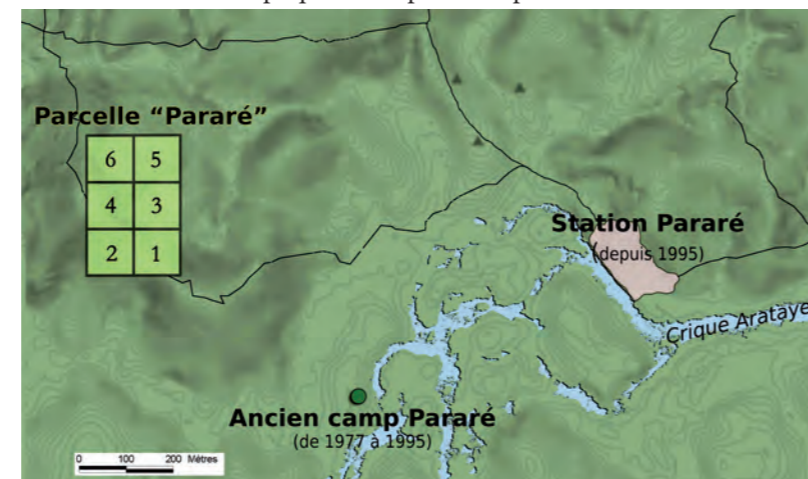 Parcelle “Pararé”
6 5
4 3
2 1
Station Pararé
(depuis 1995)
Crique Arataye
Ancien camp Pararé
(de 1977 à 1995)
0 100 200 Mètres